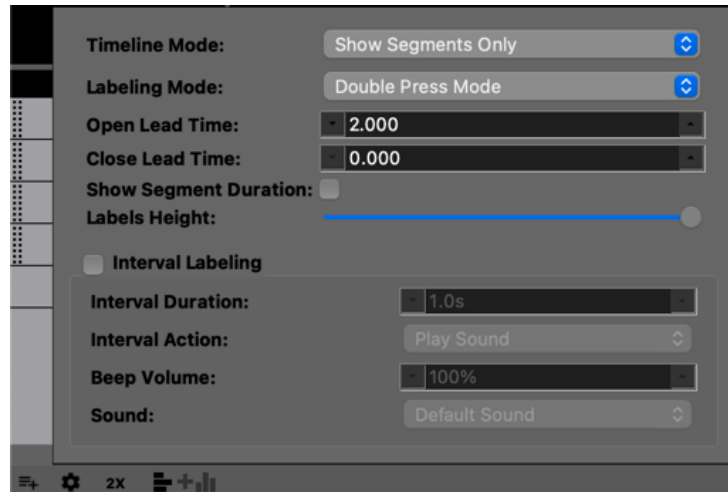 Timeline Mode: Show Segments Only
Labeling Mode: Double Press Mode
Open Lead Time: 2.000
Close Lead Time: 0.000
Show Segment Duration:
Labels Height:
Interval Labeling
Interval Duration: 1.0s
Interval Action: Play Sound
Beep Volume: 100%
Sound: Default Sound
2X